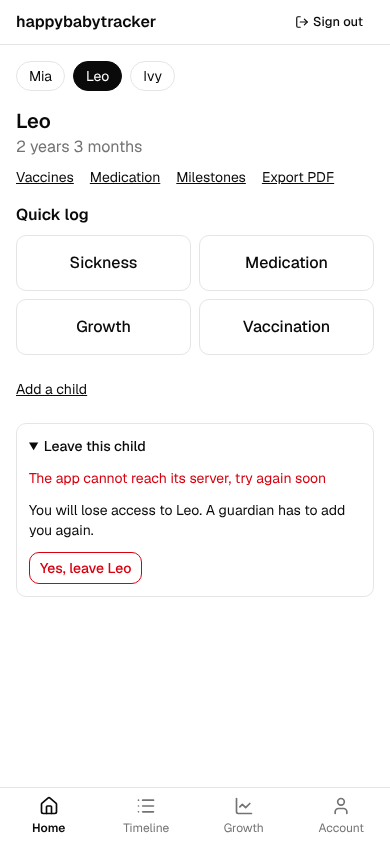 happybabytracker
Sign out
Mia
Leo
Ivy
Leo
2 years 3 months
Vaccines
Medication
Milestones
Export PDF
Quick log
Sickness
Medication
Growth
Vaccination
Add a child
Leave this child
The app cannot reach its server, try again soon
You will lose access to Leo. A guardian has to add
you again.
Yes, leave Leo
Home
Timeline
Growth
Account